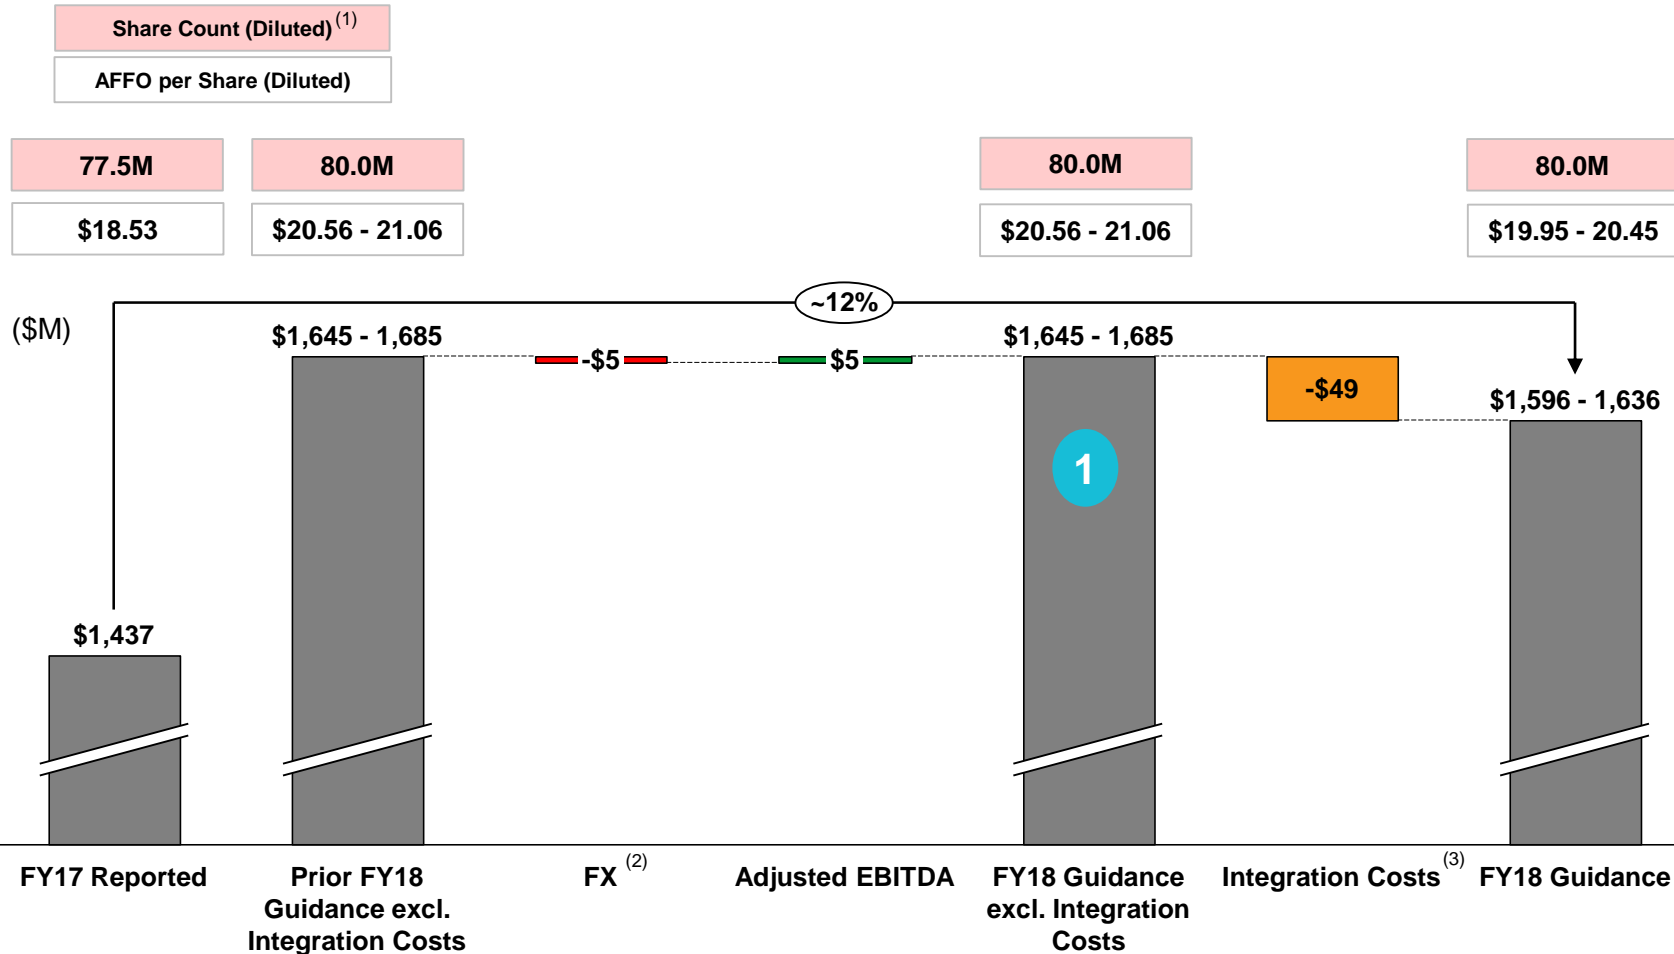 Share Count (Diluted) (1)
AFFO per Share (Diluted)
77.5M
80.0M
80.0M
80.0M
$18.53
$20.56 - 21.06
$20.56 - 21.06
$19.95 - 20.45
~12%
($M)
$1,645 - 1,685
$1,645 - 1,685
-$5
$5
-$49
$1,596 - 1,636
1
$1,437
FY17 Reported
Prior FY18
Guidance excl.
Integration Costs
FX (2)
Adjusted EBITDA
FY18 Guidance
excl. Integration
Costs
Integration Costs (3)
FY18 Guidance